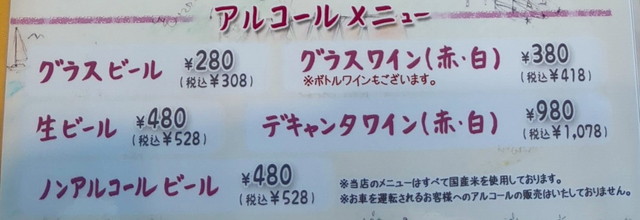 アルコールメニュー
グラスビール ¥280
(税込¥308)
グラスワイン(赤・白) ¥380
※ボトルワインもございます。 (税込¥418)
生ビール ¥480
(税込¥528)
デキャンタワイン(赤・白) ¥980
(税込¥1,078)
ノンアルコールビール ¥480
(税込¥528)
※当店のメニューはすべて国産米を使用しております。
※お車を運転されるお客様へのアルコールの販売はいたしておりません。